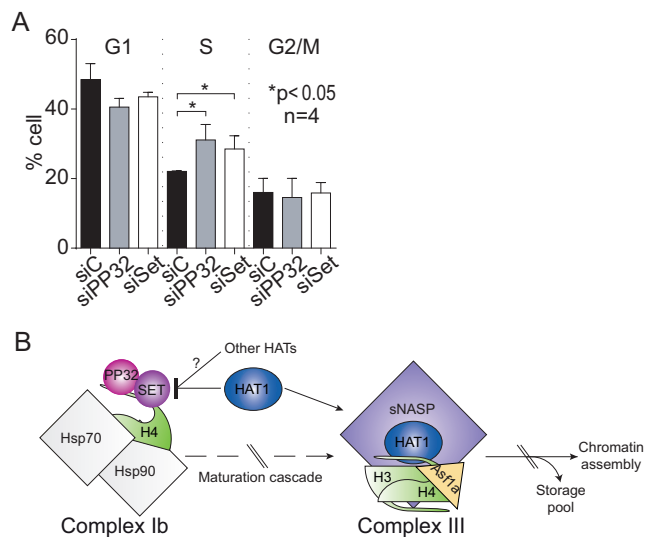 A
60
40
20
0
% cell
G1
S
G2/M
*
*
*p< 0.05
n=4
siC
siPP32
siSet
siC
siPP32
siSet
siC
siPP32
siSet
B
PP32
SET
?
Other HATs
HAT1
H4
Hsp70
Hsp90
Maturation cascade
Complex Ib
sNASP
HAT1
H3
H4
Asf1a
Complex III
Chromatin
assembly
Storage
pool